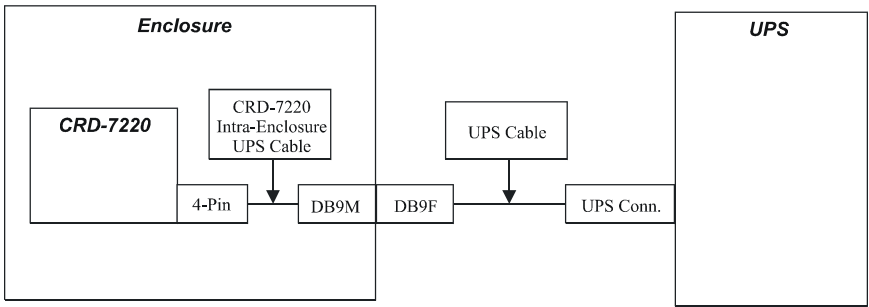 Enclosure
UPS
CRD-7220
CRD-7220
Intra-Enclosure
UPS Cable
UPS Cable
4-Pin
DB9M
DB9F
UPS Conn.